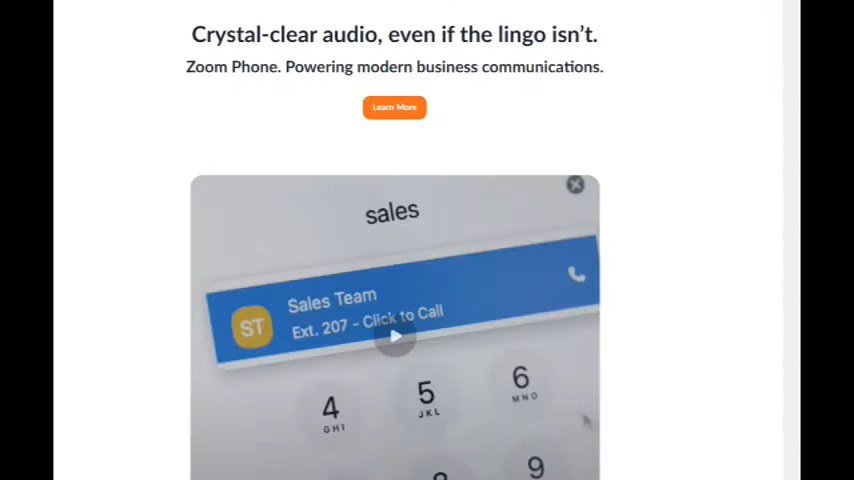 Crystal-clear audio, even if the lingo isn’t.
Zoom Phone. Powering modern business communications.
Learn More
sales
Sales Team
ST
Ext. 207 - Click to Call
4
GHI
5
JKL
6
MNO
9